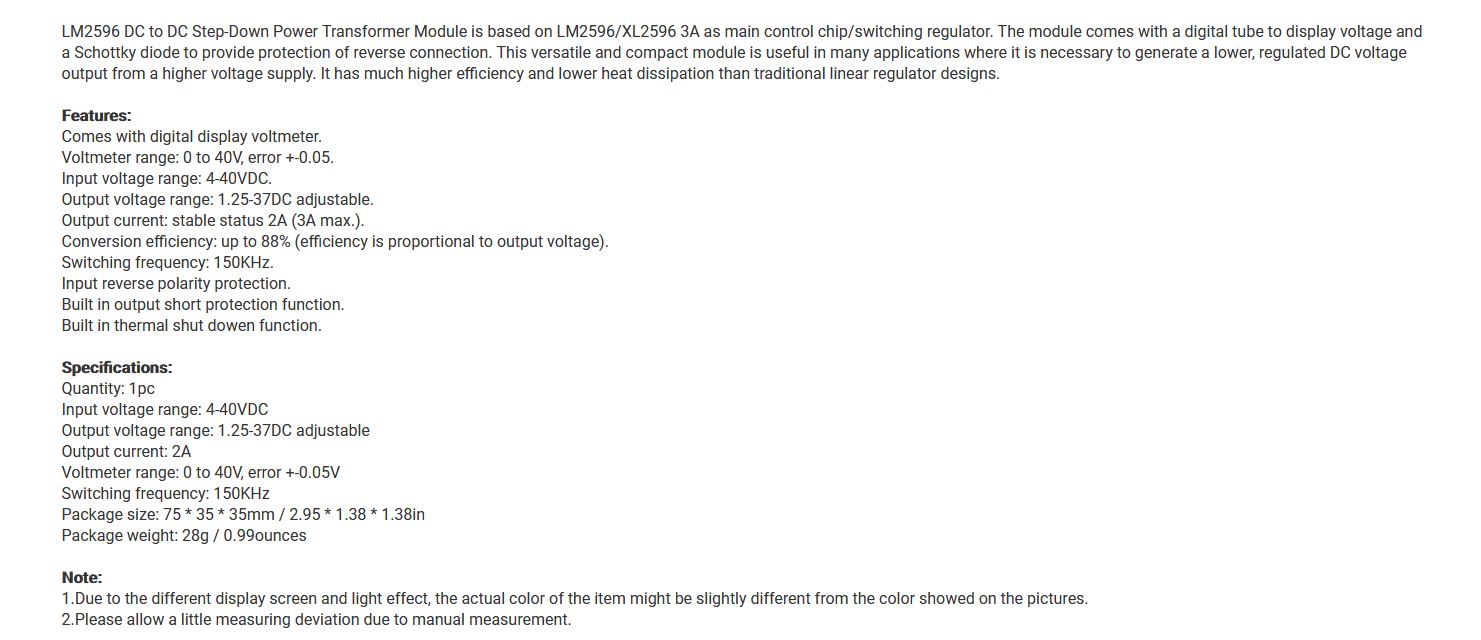 LM2596 DC to DC Step-Down Power Transformer Module is based on LM2596/XL2596 3A as main control chip/switching regulator. The module comes with a digital tube to display voltage and
a Schottky diode to provide protection of reverse connection. This versatile and compact module is useful in many applications where it is necessary to generate a lower, regulated DC voltage
output from a higher voltage supply. It has much higher efficiency and lower heat dissipation than traditional linear regulator designs.
Features:
Comes with digital display voltmeter.
Voltmeter range: 0 to 40V, error +-0.05.
Input voltage range: 4-40VDC.
Output voltage range: 1.25-37DC adjustable.
Output current: stable status 2A (3A max.).
Conversion efficiency: up to 88% (efficiency is proportional to output voltage).
Switching frequency: 150KHz.
Input reverse polarity protection.
Built in output short protection function.
Built in thermal shut dowen function.
Specifications:
Quantity: 1pc
Input voltage range: 4-40VDC
Output voltage range: 1.25-37DC adjustable
Output current: 2A
Voltmeter range: 0 to 40V, error +-0.05V
Switching frequency: 150KHz
Package size: 75 * 35 * 35mm / 2.95 * 1.38 * 1.38in
Package weight: 28g / 0.99ounces
Note:
1.Due to the different display screen and light effect, the actual color of the item might be slightly different from the color showed on the pictures.
2.Please allow a little measuring deviation due to manual measurement.